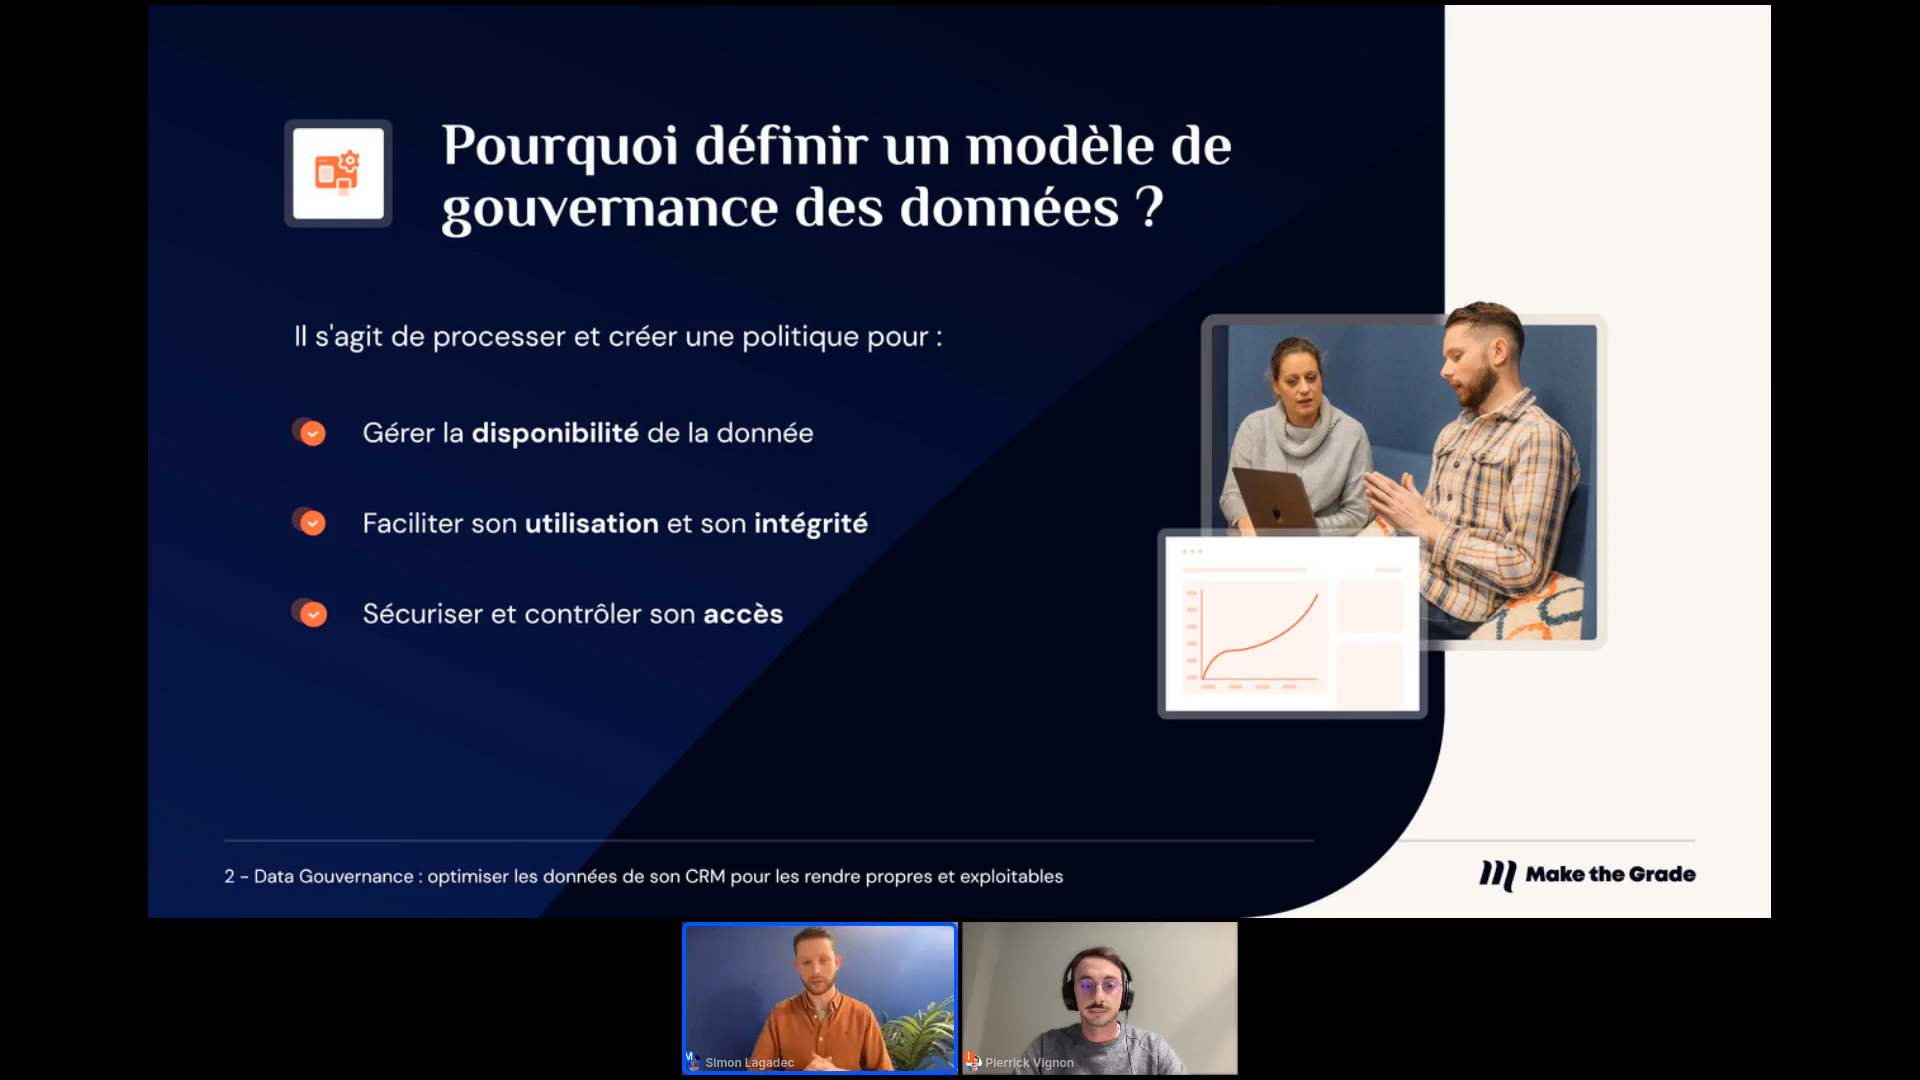 Pourquoi définir un modèle de
gouvernance des données ?
Il s'agit de processer et créer une politique pour :
Gérer la disponibilité de la donnée
Faciliter son utilisation et son intégrité
Sécuriser et contrôler son accès
2 - Data Gouvernance : optimiser les données de son CRM pour les rendre propres et exploitables
Make the Grade
Simon Lagadec
Pierrick Vignon